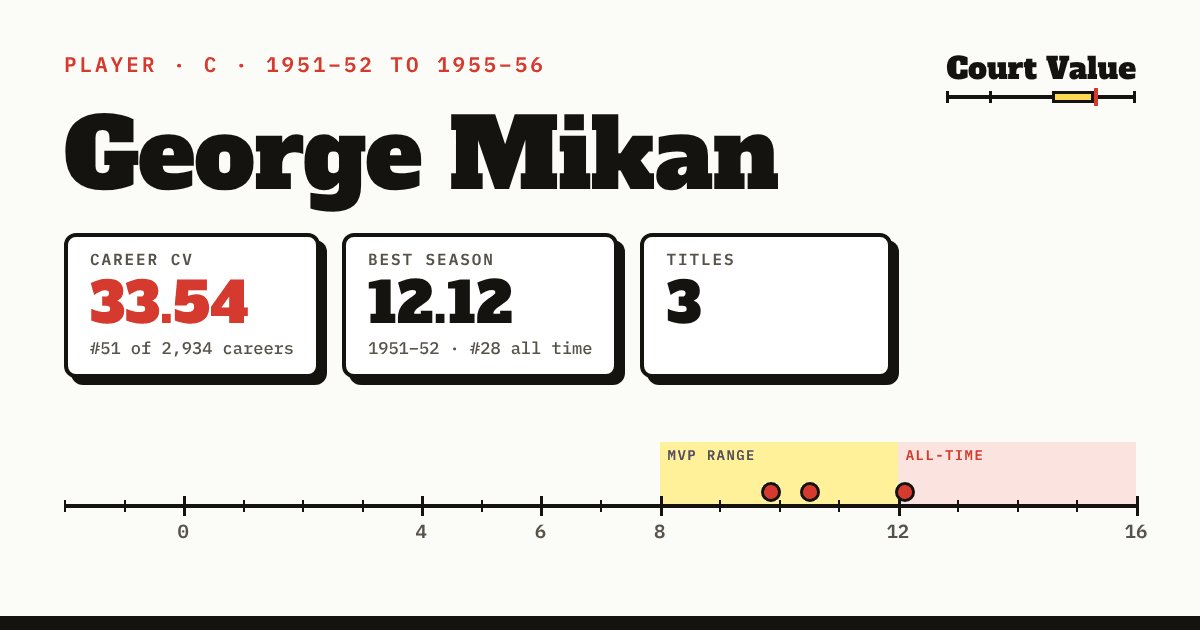 PLAYER · C · 1951–52 TO 1955–56
Court Value
George Mikan
CAREER CV
33.54
#51 of 2,934 careers
BEST SEASON
12.12
1951–52 · #28 all time
TITLES
3
MVP RANGE
ALL-TIME
0 4 6 8 12 16